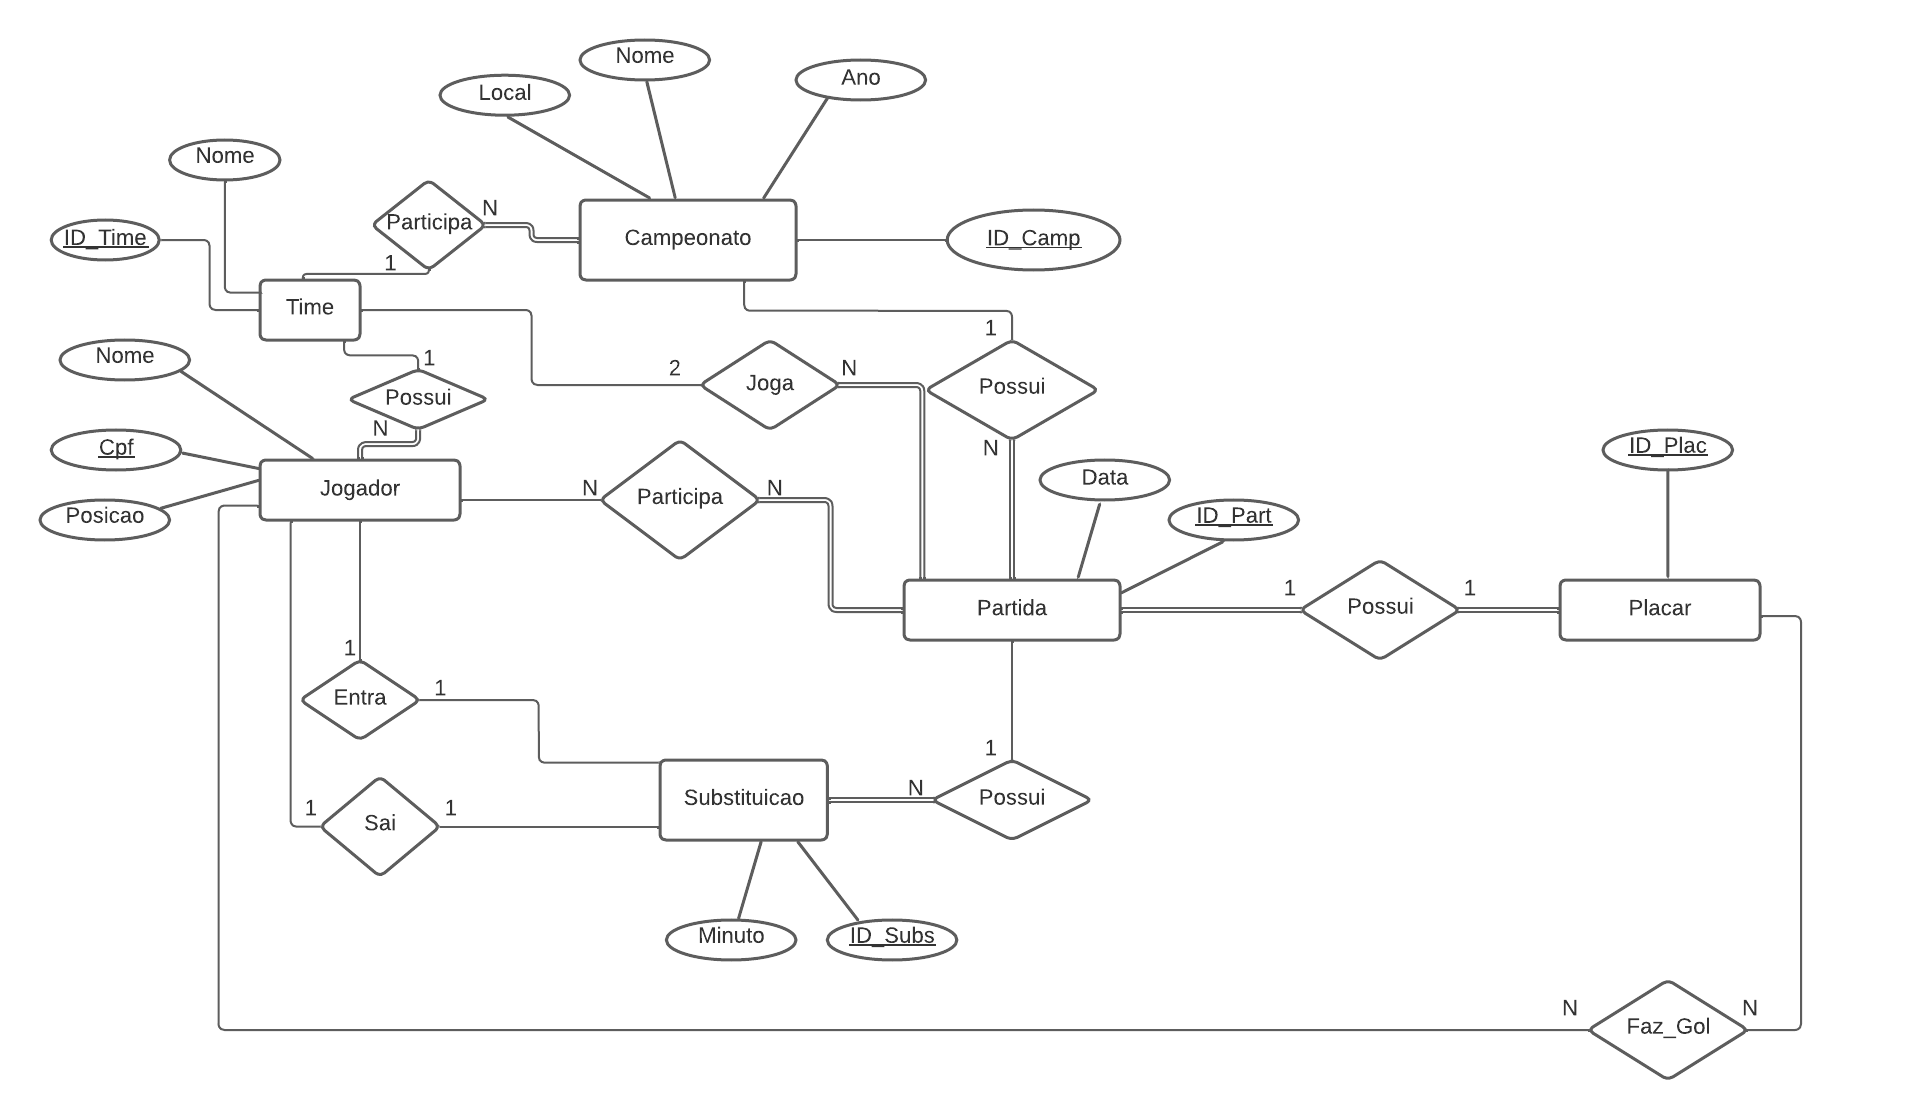 Nome
Local
Ano
Nome
Participa
N
ID_Time
Campeonato
ID_Camp
1
Time
1
Nome
1
2
Joga
N
Possui
Possui
N
Cpf
N
ID_Plac
Jogador
N
Participa
N
Data
Posicao
ID_Part
1
Possui
1
Partida
Placar
1
Entra
1
1
N
Substituicao
Possui
1
Sai
1
Minuto
ID_Subs
N
Faz_Gol
N